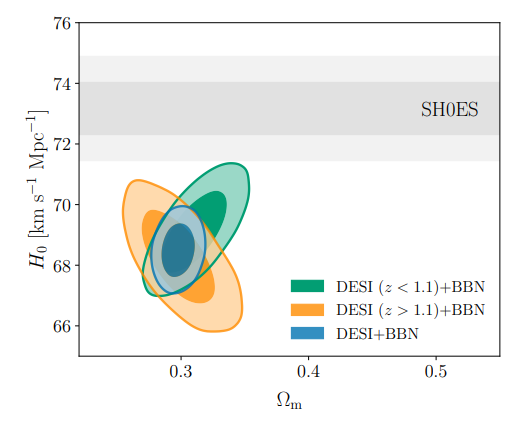 76
74
72
70
68
66
H₀ [km s⁻¹ Mpc⁻¹]
SH0ES
DESI (z < 1.1)+BBN
DESI (z > 1.1)+BBN
DESI+BBN
0.3 0.4 0.5
Ωₘ